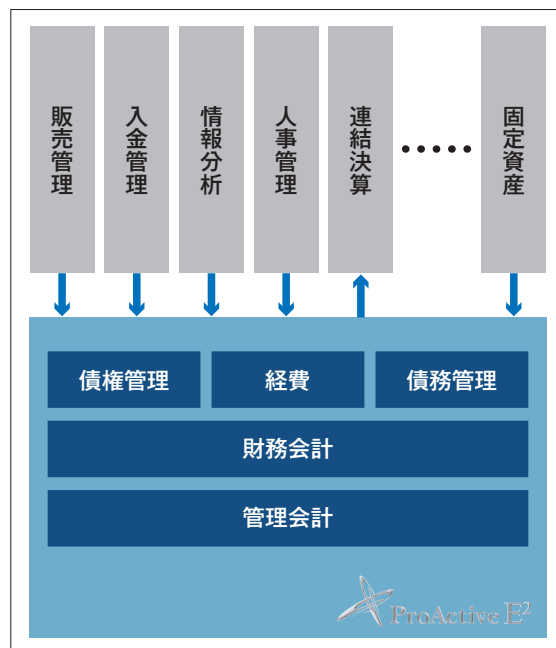 販売管理
入金管理
情報分析
人事管理
連結決算
固定資産
債権管理
経費
債務管理
財務会計
管理会計
ProActive E²